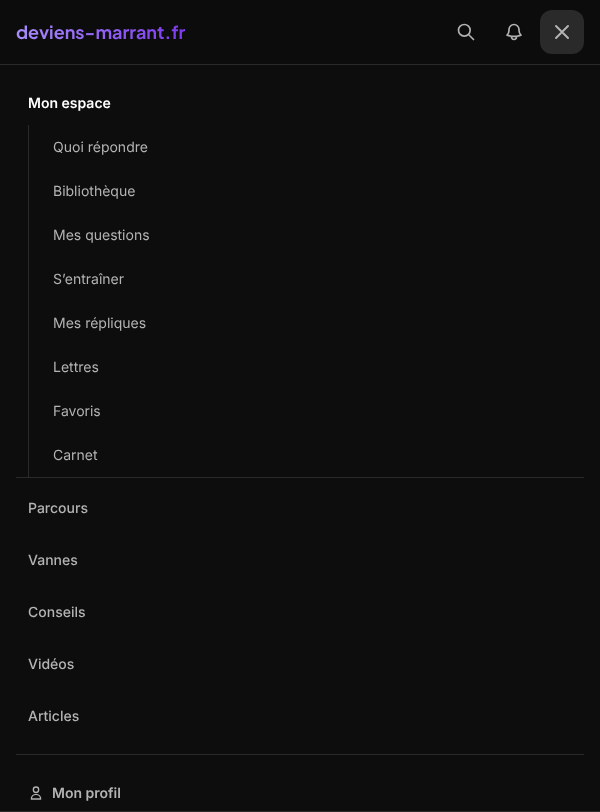 deviens-marrant.fr
Mon espace
Quoi répondre
Bibliothèque
Mes questions
S’entraîner
Mes répliques
Lettres
Favoris
Carnet
Parcours
Vannes
Conseils
Vidéos
Articles
Mon profil